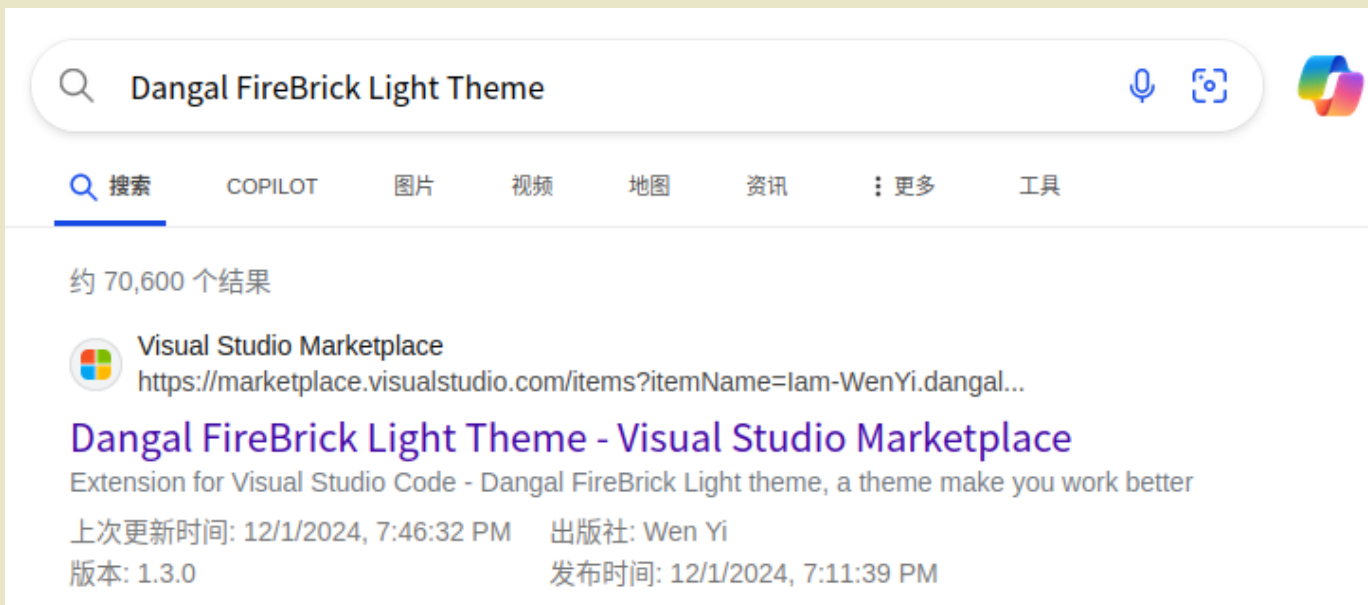 Dangal FireBrick Light Theme
搜索 COPILOT 图片 视频 地图 资讯 更多 工具
约 70,600 个结果
Visual Studio Marketplace
https://marketplace.visualstudio.com/items?itemName=Iam-WenYi.dangal...
Dangal FireBrick Light Theme - Visual Studio Marketplace
Extension for Visual Studio Code - Dangal FireBrick Light theme, a theme make you work better
上次更新时间: 12/1/2024, 7:46:32 PM 出版社: Wen Yi
版本: 1.3.0 发布时间: 12/1/2024, 7:11:39 PM